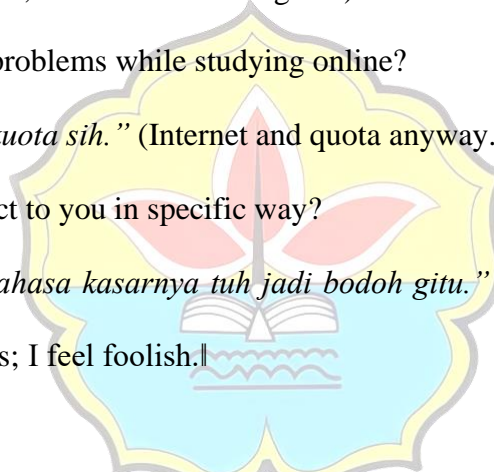 problems while studying online?
uota sih.” (Internet and quota anyway.
ct to you in specific way?
ahasa kasarnya tuh jadi bodoh gitu.”
s; I feel foolish.‖